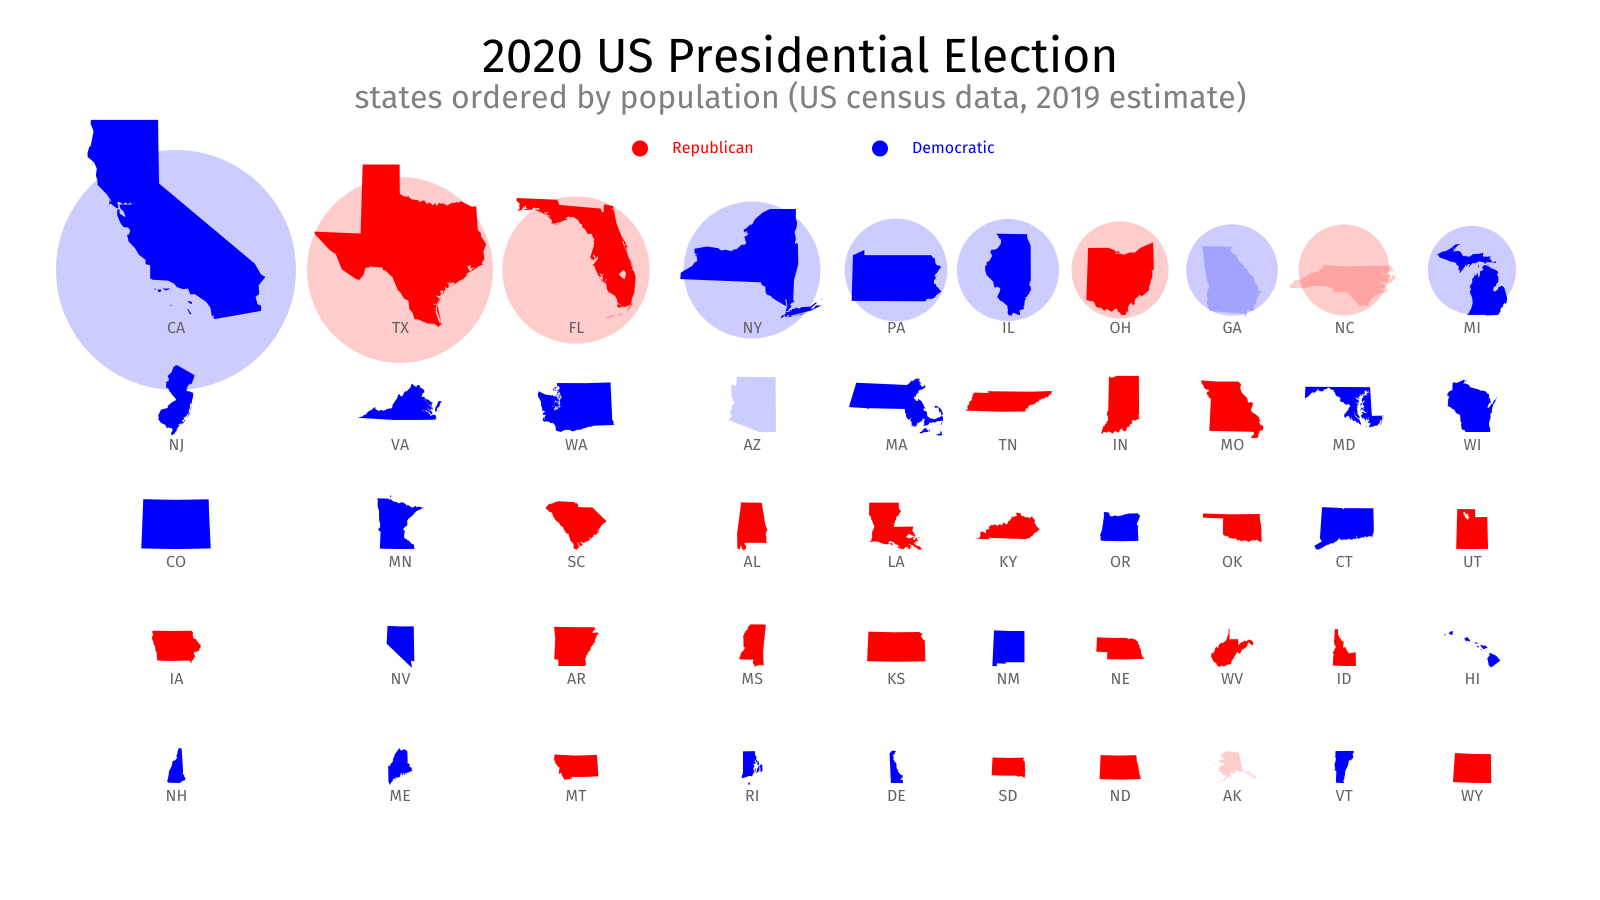 2020 US Presidential Election
states ordered by population (US census data, 2019 estimate)
Republican Democratic
CA TX FL NY PA IL OH GA NC MI
NJ VA WA AZ MA TN IN MO MD WI
CO MN SC AL LA KY OR OK CT UT
IA NV AR MS KS NM NE WV ID HI
NH ME MT RI DE SD ND AK VT WY